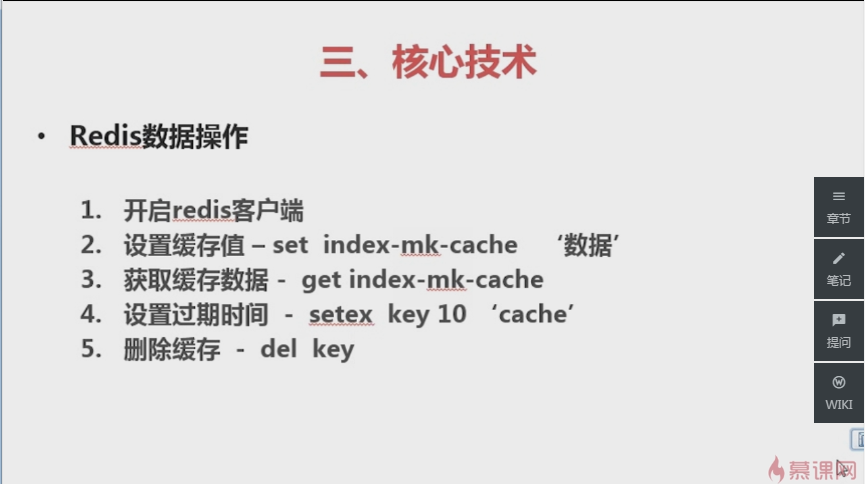 三、核心技术
• Redis数据操作
1. 开启redis客户端
2. 设置缓存值 – set index-mk-cache ‘数据’
3. 获取缓存数据 - get index-mk-cache
4. 设置过期时间 - setex key 10 ‘cache’
5. 删除缓存 - del key
章节
笔记
提问
WIKI
慕课网